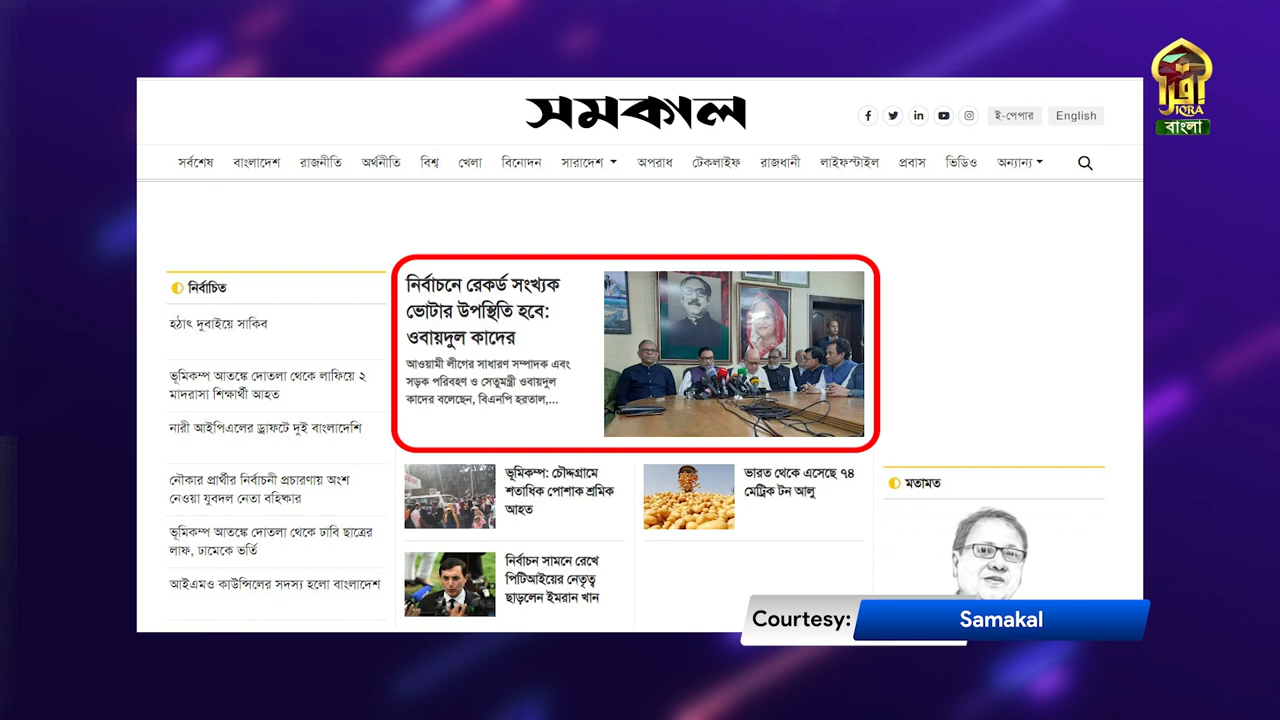 সমকাল
ই-পেপার
English
IQRA
বাংলা
সর্বশেষ বাংলাদেশ রাজনীতি অর্থনীতি বিশ্ব খেলা বিনোদন সারাদেশ অপরাধ টেকলাইফ রাজধানী লাইফস্টাইল প্রবাস ভিডিও অন্যান্য
নির্বাচিত
হঠাৎ দুবাইয়ে সাকিব
ভূমিকম্প আতঙ্কে দোতলা থেকে লাফিয়ে ২
মাদরাসা শিক্ষার্থী আহত
নারী আইপিএলের ড্রাফটে দুই বাংলাদেশি
নৌকার প্রার্থীর নির্বাচনী প্রচারণায় অংশ
নেওয়া যুবদল নেতা বহিষ্কার
ভূমিকম্প আতঙ্কে দোতলা থেকে ঢাবি ছাত্রের
লাফ, ঢামেকে ভর্তি
আইএমও কাউন্সিলের সদস্য হলো বাংলাদেশ
নির্বাচনে রেকর্ড সংখ্যক
ভোটার উপস্থিতি হবে:
ওবায়দুল কাদের
আওয়ামী লীগের সাধারণ সম্পাদক এবং
সড়ক পরিবহণ ও সেতুমন্ত্রী ওবায়দুল
কাদের বলেছেন, বিএনপি হরতাল,...
ভূমিকম্প: চৌদ্দগ্রামে
শতাধিক পোশাক শ্রমিক
আহত
নির্বাচন সামনে রেখে
পিটিআইয়ের নেতৃত্ব
ছাড়লেন ইমরান খান
ভারত থেকে এসেছে ৭৪
মেট্রিক টন আলু
মতামত
Courtesy: Samakal